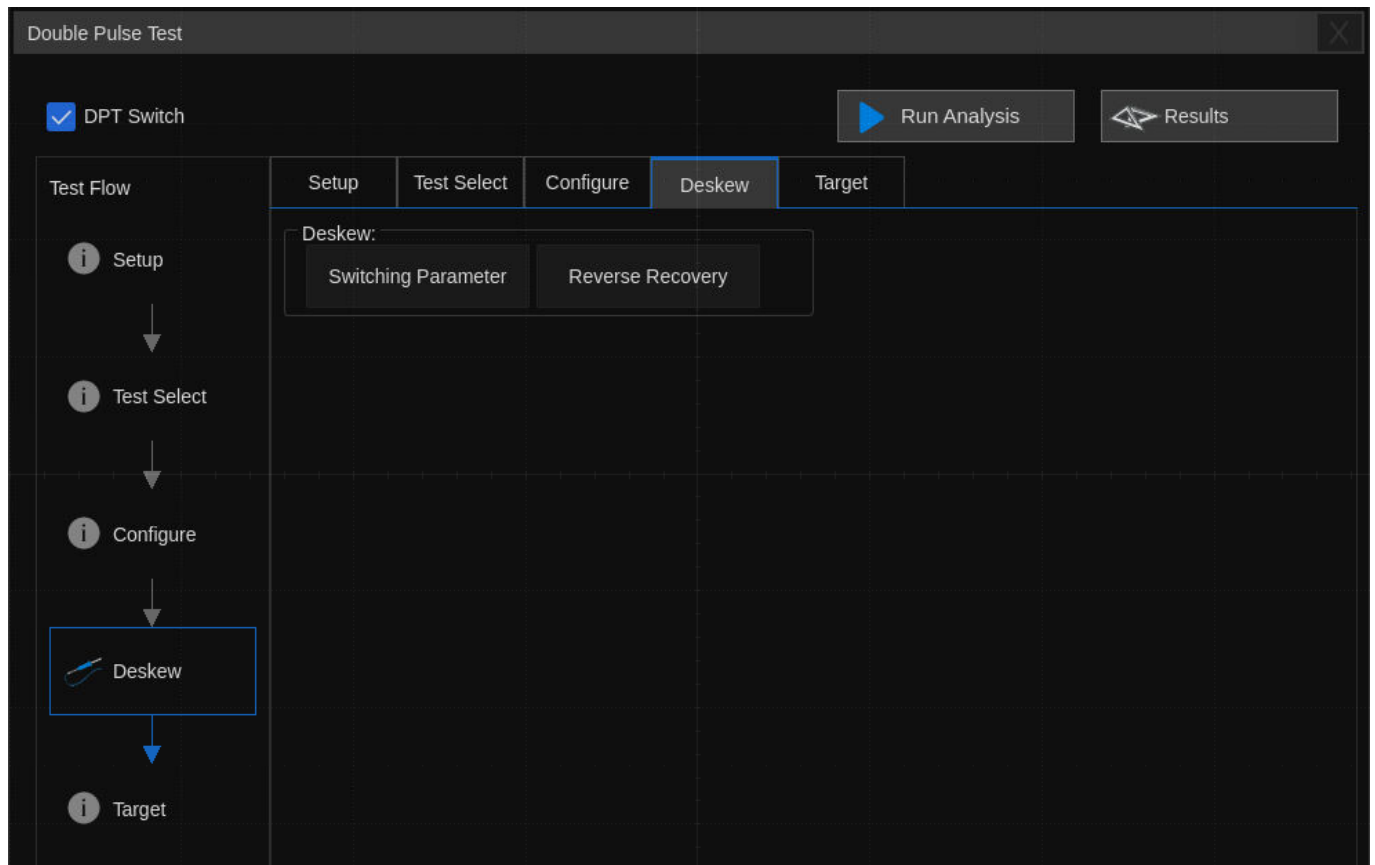 Double Pulse Test
X
DPT Switch
Run Analysis
Results
Test Flow
Setup
Test Select
Configure
Deskew
Target
Deskew:
Switching Parameter
Reverse Recovery
i Setup
i Test Select
i Configure
Deskew
i Target